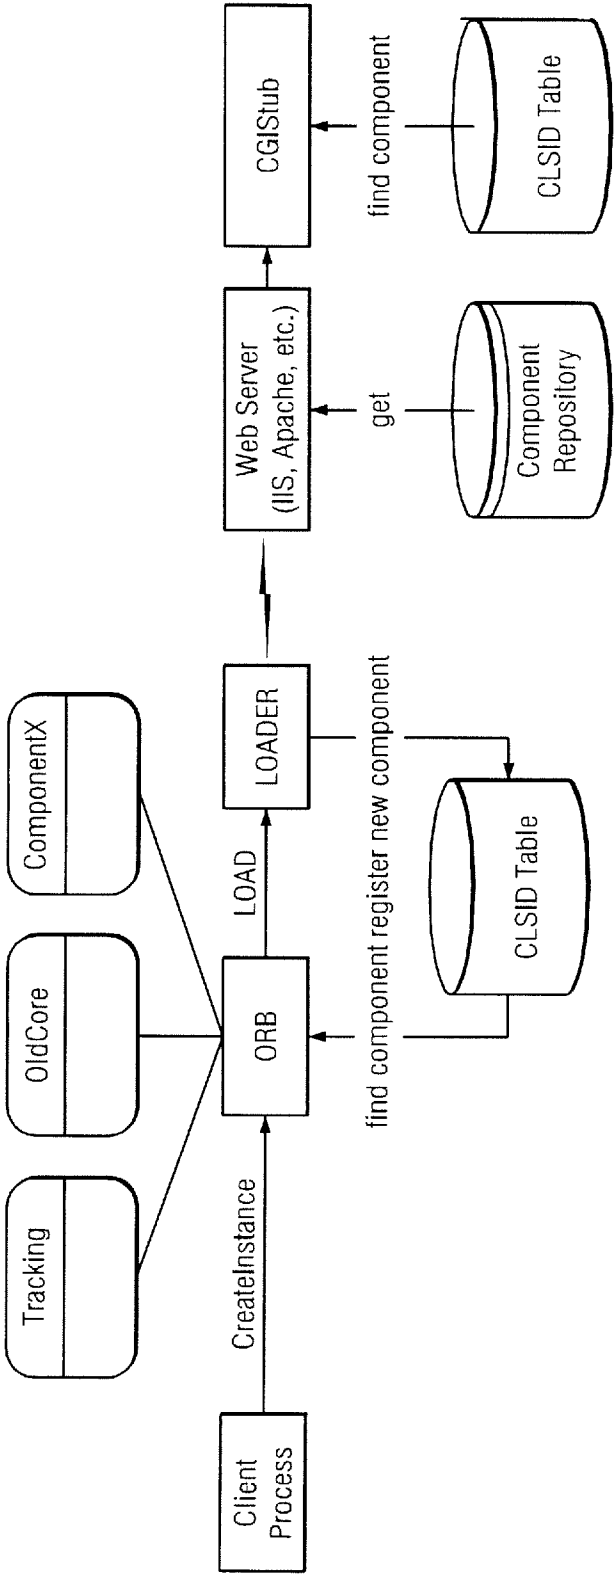 Tracking
OldCore
ComponentX
Client
Process
CreateInstance
ORB
LOAD
LOADER
Web Server
(IIS, Apache, etc.)
CGIStub
find component register new component
get
find component
CLSID Table
Component
Repository
CLSID Table